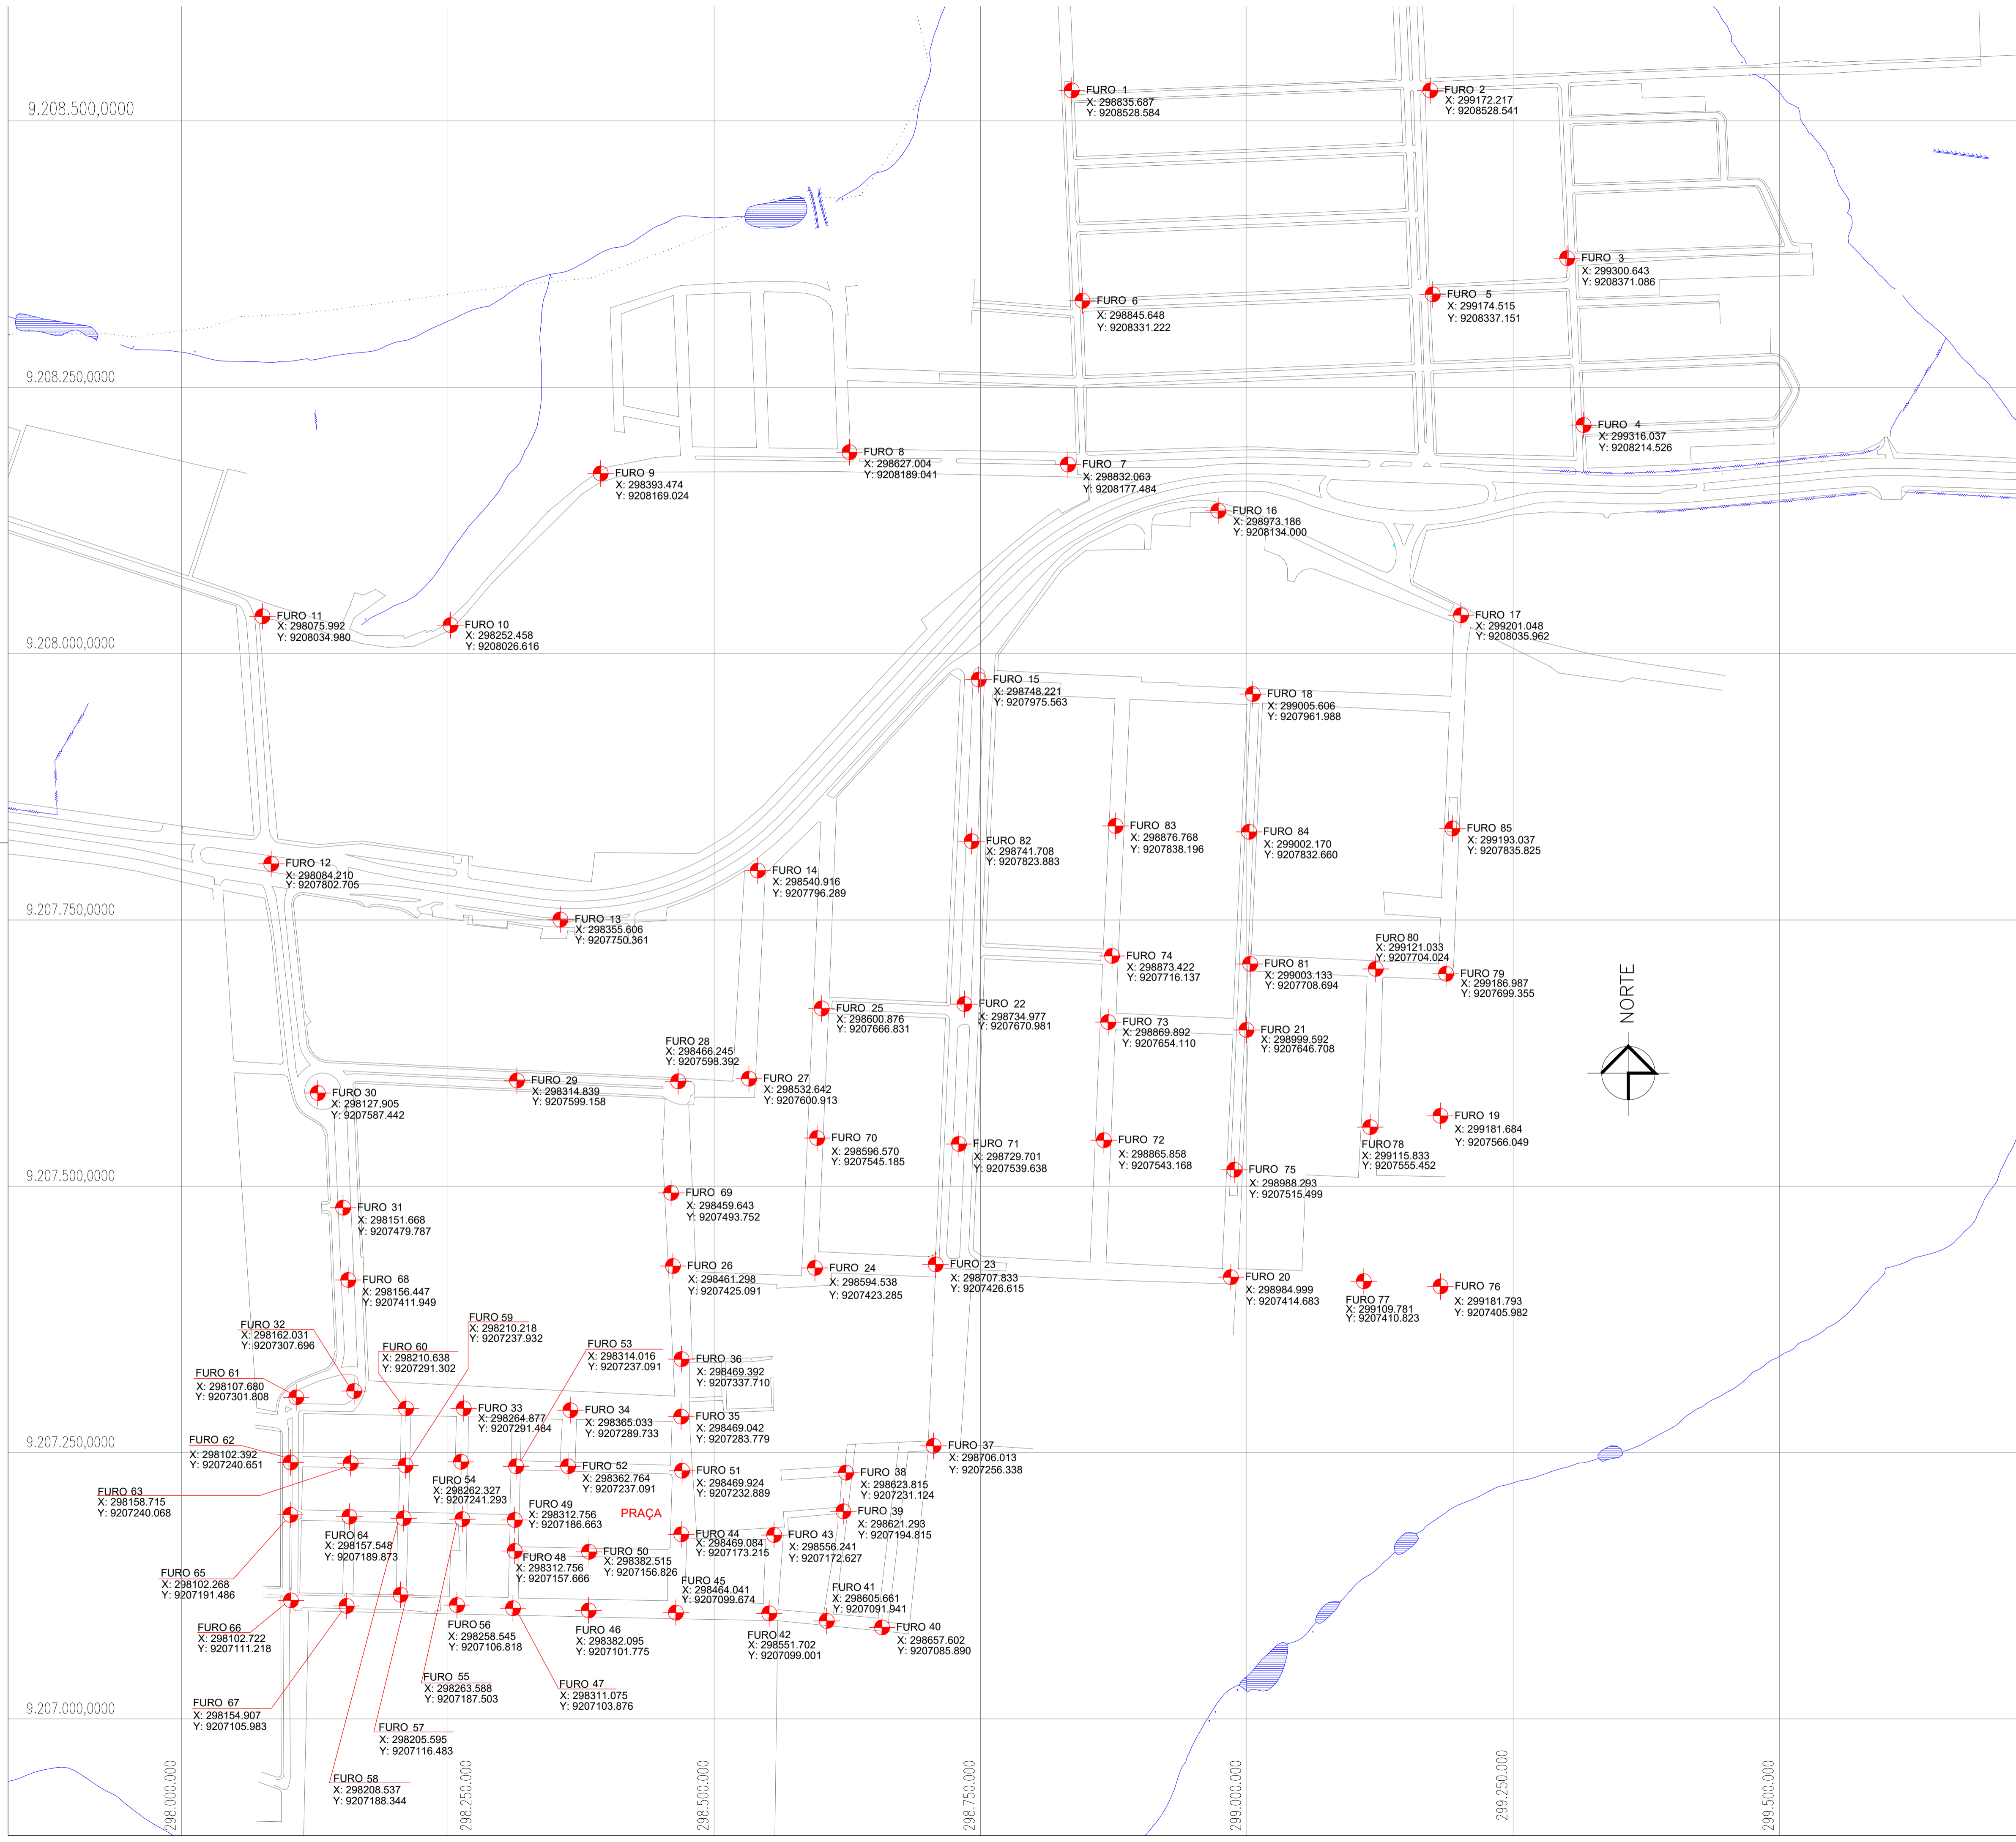 9.208.500,0000
FURO 1
X: 298835.687
Y: 9208528.584
FURO 2
X: 299172.217
Y: 9208528.541
FURO 3
X: 299300.643
Y: 9208371.086
FURO 5
X: 299174.515
Y: 9208337.151
FURO 6
X: 298845.648
Y: 9208331.222
9.208.250,0000
FURO 4
X: 299316.037
Y: 9208214.526
FURO 8
X: 298627.004
Y: 9208189.041
FURO 7
X: 298832.063
Y: 9208177.484
FURO 9
X: 298393.474
Y: 9208169.024
FURO 16
X: 298973.186
Y: 9208134.000
FURO 11
X: 298075.992
Y: 9208034.980
FURO 10
X: 298252.458
Y: 9208026.616
FURO 17
X: 299201.048
Y: 9208035.962
9.208.000,0000
FURO 15
X: 298748.221
Y: 9207975.563
FURO 18
X: 299005.606
Y: 9207961.988
FURO 82
X: 298741.708
Y: 9207823.883
FURO 83
X: 298876.768
Y: 9207838.196
FURO 84
X: 299002.170
Y: 9207832.660
FURO 85
X: 299193.037
Y: 9207835.825
FURO 12
X: 298084.210
Y: 9207802.705
FURO 14
X: 298540.916
Y: 9207796.289
9.207.750,0000
FURO 13
X: 298355.606
Y: 9207750.361
FURO 80
X: 299121.033
Y: 9207704.024
FURO 74
X: 298873.422
Y: 9207716.137
FURO 81
X: 299003.133
Y: 9207708.694
FURO 79
X: 299186.987
Y: 9207699.355
NORTE
FURO 25
X: 298600.876
Y: 9207666.831
FURO 22
X: 298734.977
Y: 9207670.981
FURO 73
X: 298869.892
Y: 9207654.110
FURO 21
X: 298999.592
Y: 9207646.708
FURO 28
X: 298466.245
Y: 9207598.392
FURO 29
X: 298314.839
Y: 9207599.158
FURO 27
X: 298532.642
Y: 9207600.913
FURO 30
X: 298127.905
Y: 9207587.442
FURO 19
X: 299181.684
Y: 9207566.049
FURO 70
X: 298596.570
Y: 9207545.185
FURO 71
X: 298729.701
Y: 9207539.638
FURO 72
X: 298865.858
Y: 9207543.168
FURO 78
X: 299115.833
Y: 9207555.452
FURO 75
X: 298988.293
Y: 9207515.499
9.207.500,0000
FURO 69
X: 298459.643
Y: 9207493.752
FURO 31
X: 298151.668
Y: 9207479.787
FURO 68
X: 298156.447
Y: 9207411.949
FURO 26
X: 298461.298
Y: 9207425.091
FURO 24
X: 298594.538
Y: 9207423.285
FURO 23
X: 298707.833
Y: 9207426.615
FURO 20
X: 298984.999
Y: 9207414.683
FURO 77
X: 299109.781
Y: 9207410.823
FURO 76
X: 299181.793
Y: 9207405.982
FURO 59
X: 298210.218
Y: 9207237.932
FURO 32
X: 298162.031
Y: 9207307.696
FURO 60
X: 298210.638
Y: 9207291.302
FURO 53
X: 298314.016
Y: 9207237.091
FURO 36
X: 298469.392
Y: 9207337.710
FURO 61
X: 298107.680
Y: 9207301.808
FURO 33
X: 298264.877
Y: 9207291.484
FURO 34
X: 298365.033
Y: 9207289.733
FURO 35
X: 298469.042
Y: 9207283.779
FURO 62
X: 298102.392
Y: 9207240.651
9.207.250,0000
FURO 37
X: 298706.013
Y: 9207256.338
FURO 52
X: 298362.764
Y: 9207237.091
FURO 51
X: 298469.924
Y: 9207232.889
FURO 38
X: 298623.815
Y: 9207231.124
FURO 54
X: 298262.327
Y: 9207241.293
FURO 63
X: 298158.715
Y: 9207240.068
FURO 49
X: 298312.756
Y: 9207186.663
PRAÇA
FURO 39
X: 298621.293
Y: 9207194.815
FURO 64
X: 298157.548
Y: 9207189.873
FURO 44
X: 298469.084
Y: 9207173.215
FURO 43
X: 298556.241
Y: 9207172.627
FURO 48
X: 298312.756
Y: 9207157.666
FURO 50
X: 298382.515
Y: 9207156.826
FURO 65
X: 298102.268
Y: 9207191.486
FURO 45
X: 298464.041
Y: 9207099.674
FURO 41
X: 298605.661
Y: 9207091.941
FURO 66
X: 298102.722
Y: 9207111.218
FURO 56
X: 298258.545
Y: 9207106.818
FURO 46
X: 298382.095
Y: 9207101.775
FURO 42
X: 298551.702
Y: 9207099.001
FURO 40
X: 298657.602
Y: 9207085.890
FURO 55
X: 298263.588
Y: 9207187.503
FURO 47
X: 298311.075
Y: 9207103.876
FURO 67
X: 298154.907
Y: 9207105.983
9.207.000,0000
FURO 57
X: 298205.595
Y: 9207116.483
FURO 58
X: 298208.537
Y: 9207188.344
298.000.000
298.250.000
298.500.000
298.750.000
299.000.000
299.250.000
299.500.000